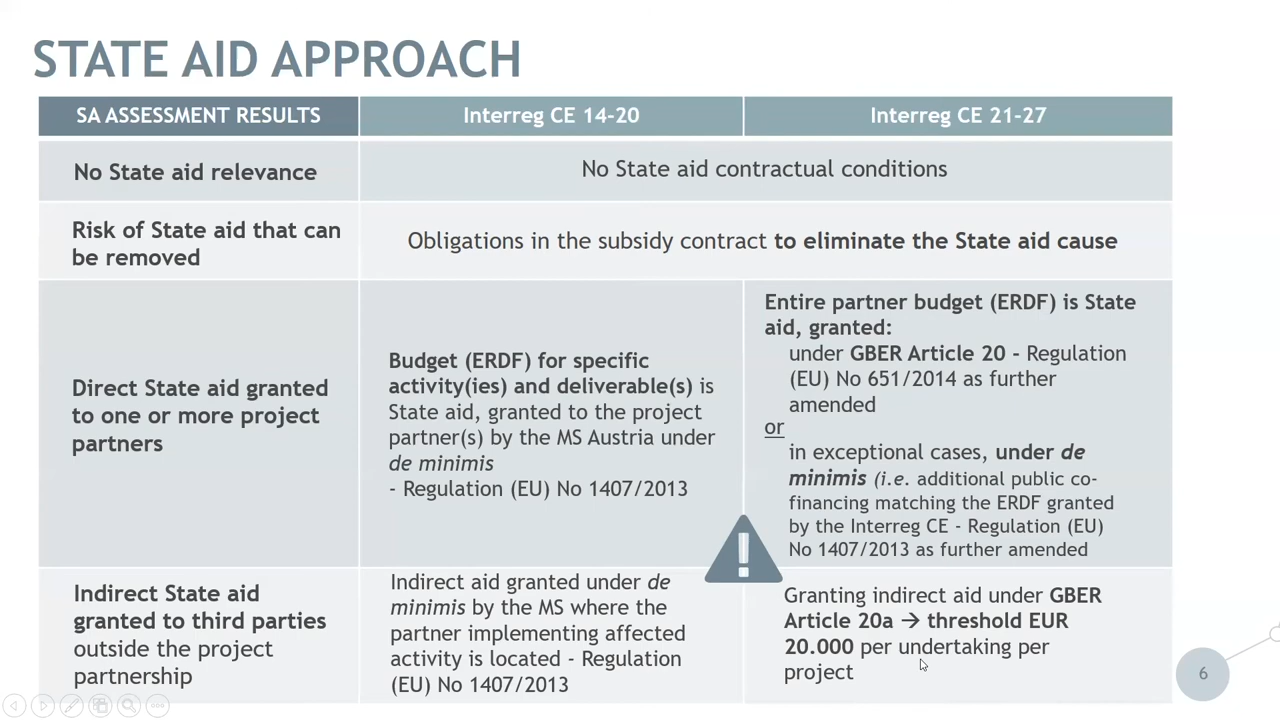 STATE AID APPROACH
SA ASSESSMENT RESULTS
Interreg CE 14-20
Interreg CE 21-27
No State aid relevance
No State aid contractual conditions
Risk of State aid that can
be removed
Obligations in the subsidy contract to eliminate the State aid cause
Direct State aid granted
to one or more project
partners
Budget (ERDF) for specific
activity(ies) and deliverable(s) is
State aid, granted to the project
partner(s) by the MS Austria under
de minimis
- Regulation (EU) No 1407/2013
Entire partner budget (ERDF) is State
aid, granted:
under GBER Article 20 - Regulation
(EU) No 651/2014 as further
amended
or
in exceptional cases, under de
minimis (i.e. additional public co-
financing matching the ERDF granted
by the Interreg CE - Regulation (EU)
No 1407/2013 as further amended
Indirect State aid
granted to third parties
outside the project
partnership
Indirect aid granted under de
minimis by the MS where the
partner implementing affected
activity is located - Regulation
(EU) No 1407/2013
Granting indirect aid under GBER
Article 20a → threshold EUR
20.000 per undertaking per
project
6